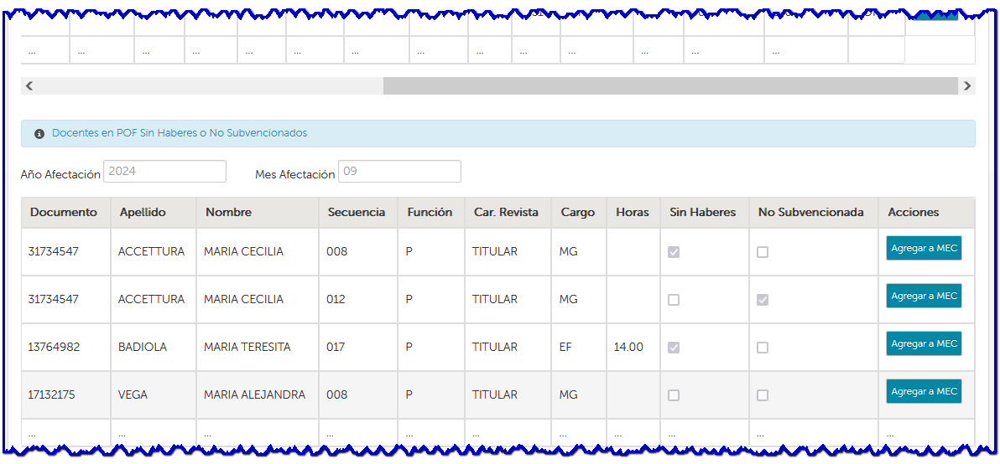 ... ... ... ... ... ... ... ... ... ... ... ... ... ...
Docentes en POF Sin Haberes o No Subvencionados
Año Afectación 2024 Mes Afectación 09
Documento Apellido Nombre Secuencia Función Car. Revista Cargo Horas Sin Haberes No Subvencionada Acciones
31734547 ACCETTURA MARIA CECILIA 008 P TITULAR MG Agregar a MEC
31734547 ACCETTURA MARIA CECILIA 012 P TITULAR MG Agregar a MEC
13764982 BADIOLA MARIA TERESITA 017 P TITULAR EF 14.00 Agregar a MEC
17132175 VEGA MARIA ALEJANDRA 008 P TITULAR MG Agregar a MEC
... ... ... ... ... ... ... ... ... ... ...